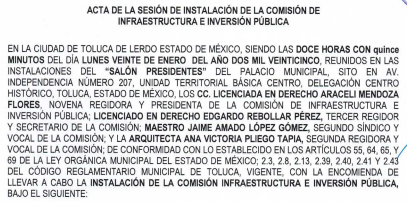 ACTA DE LA SESIÓN DE INSTALACIÓN DE LA COMISIÓN DE
INFRAESTRUCTURA E INVERSIÓN PÚBLICA
EN LA CIUDAD DE TOLUCA DE LERDO ESTADO DE MÉXICO, SIENDO LAS DOCE HORAS CON quince
MINUTOS DEL DÍA LUNES VEINTE DE ENERO DEL AÑO DOS MIL VEINTICINCO, REUNIDOS EN LAS
INSTALACIONES DEL "SALÓN PRESIDENTES" DEL PALACIO MUNICIPAL, SITO EN AV.
INDEPENDENCIA NÚMERO 207, UNIDAD TERRITORIAL BÁSICA CENTRO, DELEGACIÓN CENTRO
HISTÓRICO, TOLUCA, ESTADO DE MÉXICO, LOS CC. LICENCIADA EN DERECHO ARACELI MENDOZA
FLORES, NOVENA REGIDORA Y PRESIDENTA DE LA COMISIÓN DE INFRAESTRUCTURA E
INVERSIÓN PÚBLICA; LICENCIADO EN DERECHO EDGARDO REBOLLAR PÉREZ, TERCER REGIDOR
Y SECRETARIO DE LA COMISIÓN; MAESTRO JAIME AMADO LÓPEZ GÓMEZ, SEGUNDO SÍNDICO Y
VOCAL DE LA COMISIÓN; Y LA ARQUITECTA ANA VICTORIA PLIEGO TAPIA, SEGUNDA REGIDORA Y
VOCAL DE LA COMISIÓN; DE CONFORMIDAD CON LO ESTABLECIDO EN LOS ARTÍCULOS 55, 64, 65, Y
69 DE LA LEY ORGÁNICA MUNICIPAL DEL ESTADO DE MÉXICO; 2.3, 2.8, 2.13, 2.39, 2.40, 2.41 Y 2.43
DEL CÓDIGO REGLAMENTARIO MUNICIPAL DE TOLUCA, VIGENTE, CON LA ENCOMIENDA DE
LLEVAR A CABO LA INSTALACIÓN DE LA COMISIÓN INFRAESTRUCTURA E INVERSIÓN PÚBLICA,
BAJO EL SIGUIENTE: